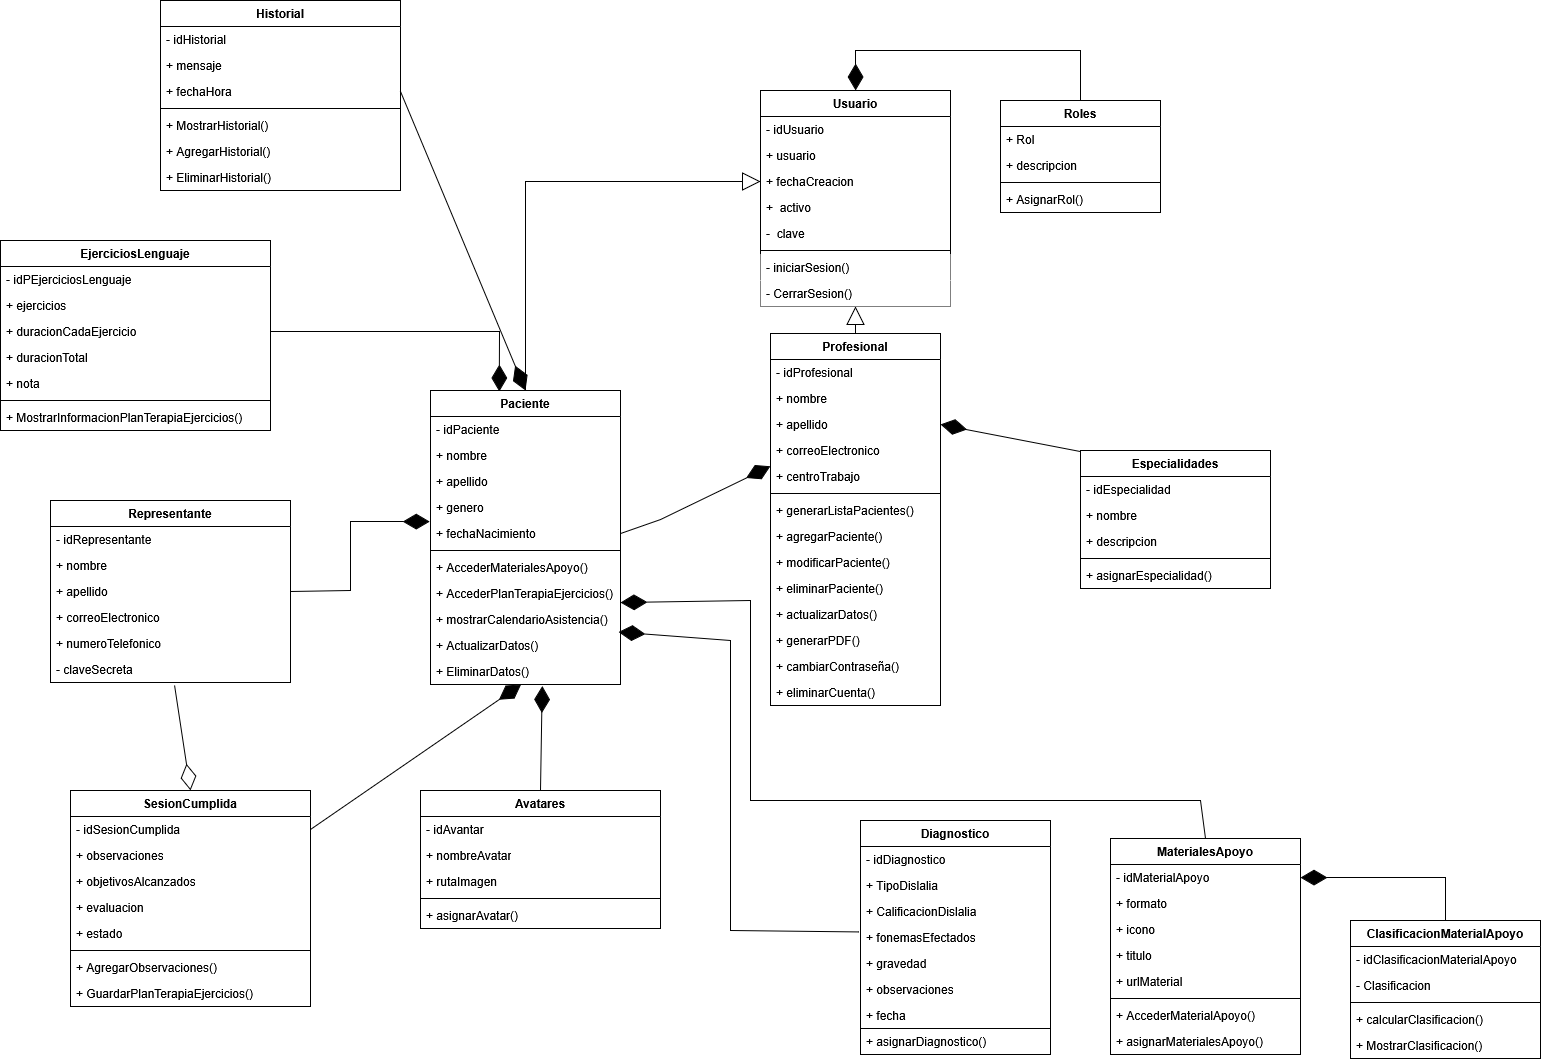 Historial
- idHistorial
+ mensaje
+ fechaHora
+ MostrarHistorial()
+ AgregarHistorial()
+ EliminarHistorial()
Usuario
- idUsuario
+ usuario
+ fechaCreacion
+  activo
-  clave
- iniciarSesion()
- CerrarSesion()
Roles
+ Rol
+ descripcion
+ AsignarRol()
EjerciciosLenguaje
- idPEjerciciosLenguaje
+ ejercicios
+ duracionCadaEjercicio
+ duracionTotal
+ nota
+ MostrarInformacionPlanTerapiaEjercicios()
Profesional
- idProfesional
+ nombre
+ apellido
+ correoElectronico
+ centroTrabajo
+ generarListaPacientes()
+ agregarPaciente()
+ modificarPaciente()
+ eliminarPaciente()
+ actualizarDatos()
+ generarPDF()
+ cambiarContraseña()
+ eliminarCuenta()
Paciente
- idPaciente
+ nombre
+ apellido
+ genero
+ fechaNacimiento
+ AccederMaterialesApoyo()
+ AccederPlanTerapiaEjercicios()
+ mostrarCalendarioAsistencia()
+ ActualizarDatos()
+ EliminarDatos()
Especialidades
- idEspecialidad
+ nombre
+ descripcion
+ asignarEspecialidad()
Representante
- idRepresentante
+ nombre
+ apellido
+ correoElectronico
+ numeroTelefonico
- claveSecreta
SesionCumplida
- idSesionCumplida
+ observaciones
+ objetivosAlcanzados
+ evaluacion
+ estado
+ AgregarObservaciones()
+ GuardarPlanTerapiaEjercicios()
Avatares
- idAvantar
+ nombreAvatar
+ rutaImagen
+ asignarAvatar()
Diagnostico
- idDiagnostico
+ TipoDislalia
+ CalificacionDislalia
+ fonemasEfectados
+ gravedad
+ observaciones
+ fecha
+ asignarDiagnostico()
MaterialesApoyo
- idMaterialApoyo
+ formato
+ icono
+ titulo
+ urlMaterial
+ AccederMaterialApoyo()
+ asignarMaterialesApoyo()
ClasificacionMaterialApoyo
- idClasificacionMaterialApoyo
- Clasificacion
+ calcularClasificacion()
+ MostrarClasificacion()